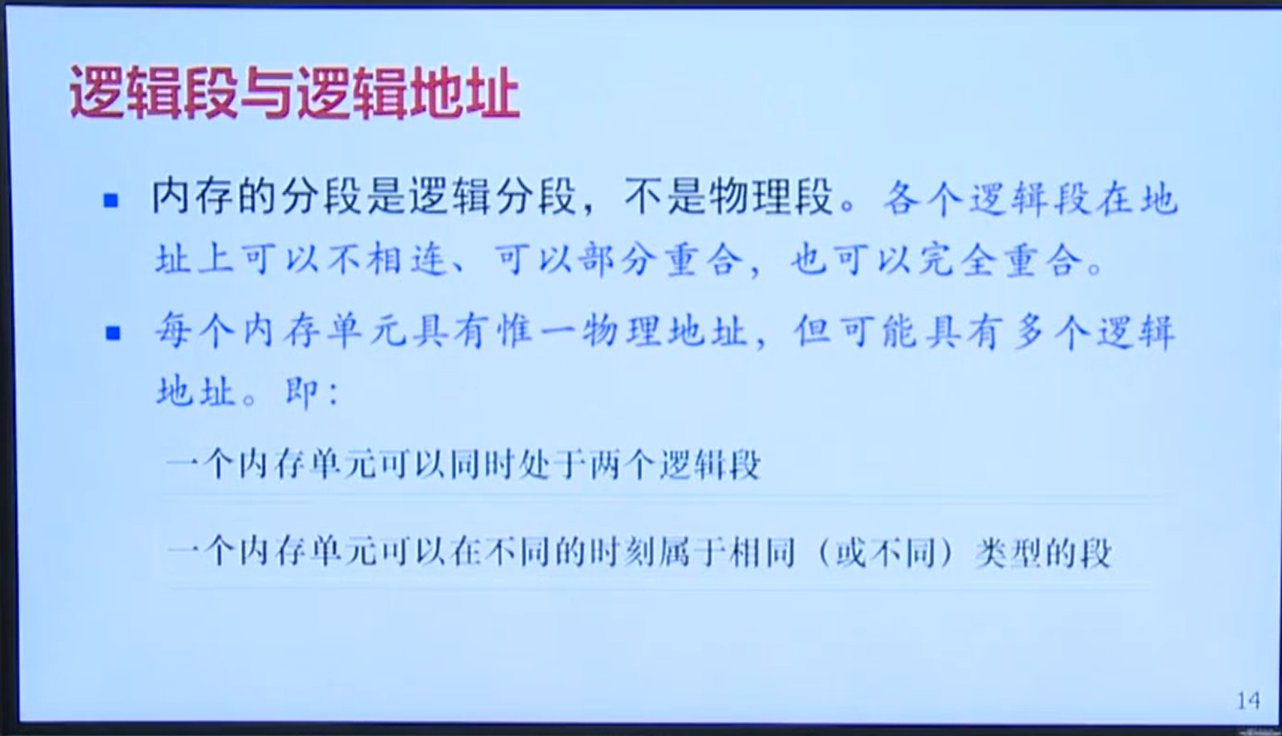 逻辑段与逻辑地址
内存的分段是逻辑分段，不是物理段。各个逻辑段在地
址上可以不相连、可以部分重合，也可以完全重合。
每个内存单元具有惟一物理地址，但可能具有多个逻辑
地址。即：
一个内存单元可以同时处于两个逻辑段
一个内存单元可以在不同的时刻属于相同（或不同）类型的段
14